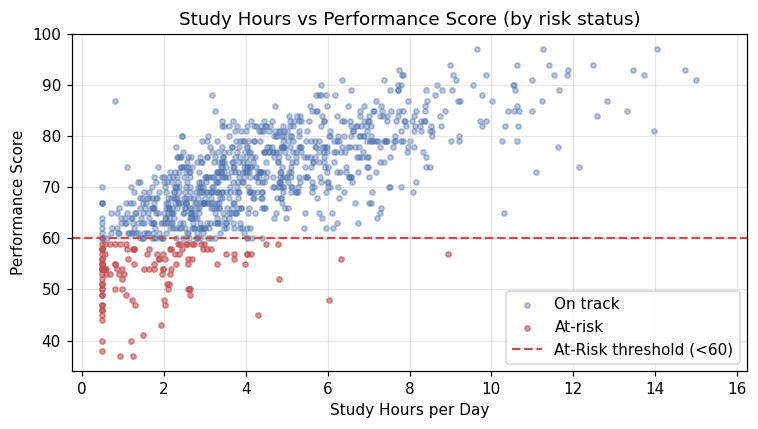 Study Hours vs Performance Score (by risk status)
Performance Score
100
90
80
70
60
50
40
On track
At-risk
At-Risk threshold (<60)
0 2 4 6 8 10 12 14 16
Study Hours per Day